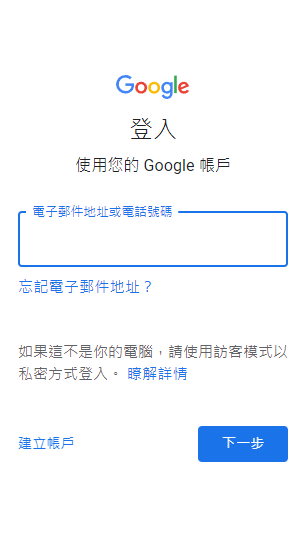 Google
登入
使用您的 Google 帳戶
電子郵件地址或電話號碼
忘記電子郵件地址？
如果這不是你的電腦，請使用訪客模式以
私密方式登入。 瞭解詳情
建立帳戶
下一步